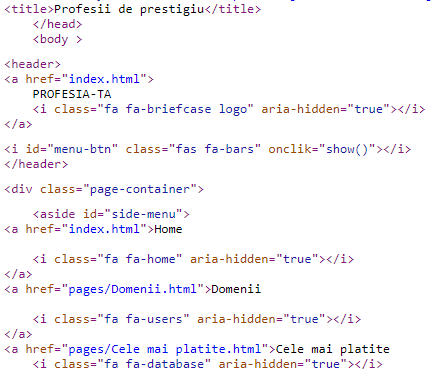 <title>Profesii de prestigiu</title>
</head>
<body >
<header>
<a href="index.html">
PROFESIA-TA
<i class="fa fa-briefcase logo" aria-hidden="true"></i>
</a>
<i id="menu-btn" class="fas fa-bars" onclik="show()"></i>
</header>
<div class="page-container">
<aside id="side-menu">
<a href="index.html">Home
<i class="fa fa-home" aria-hidden="true"></i>
</a>
<a href="pages/Domenii.html">Domenii
<i class="fa fa-users" aria-hidden="true"></i>
</a>
<a href="pages/Cele mai platite.html">Cele mai platite
<i class="fa fa-database" aria-hidden="true"></i>